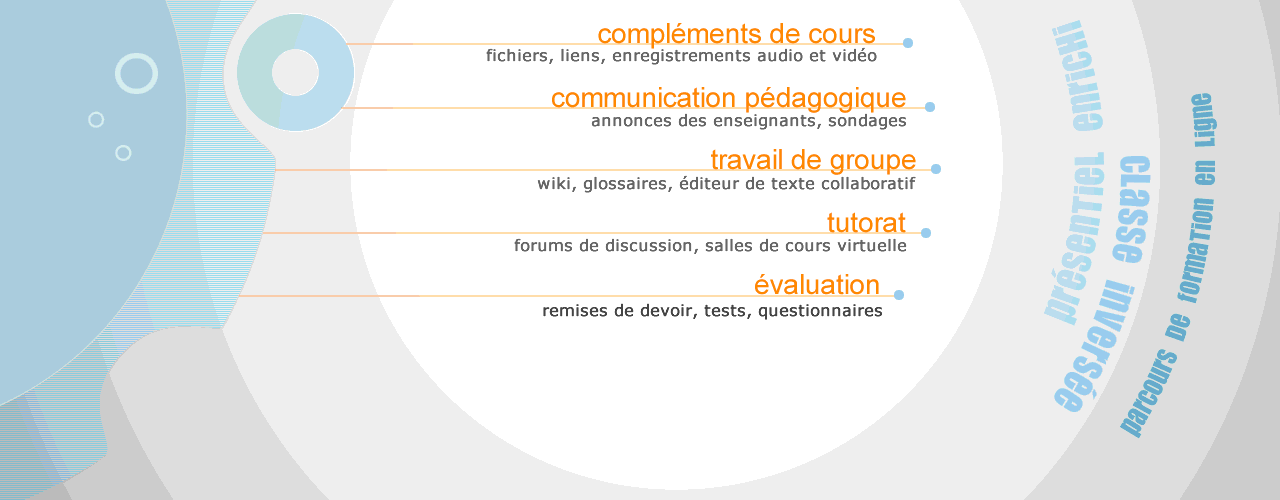 compléments de cours
fichiers, liens, enregistrements audio et vidéo
communication pédagogique
annonces des enseignants, sondages
travail de groupe
wiki, glossaires, éditeur de texte collaboratif
tutorat
forums de discussion, salles de cours virtuelle
évaluation
remises de devoir, tests, questionnaires
présentiel enrichi
classe inversée
parcours de formation en ligne